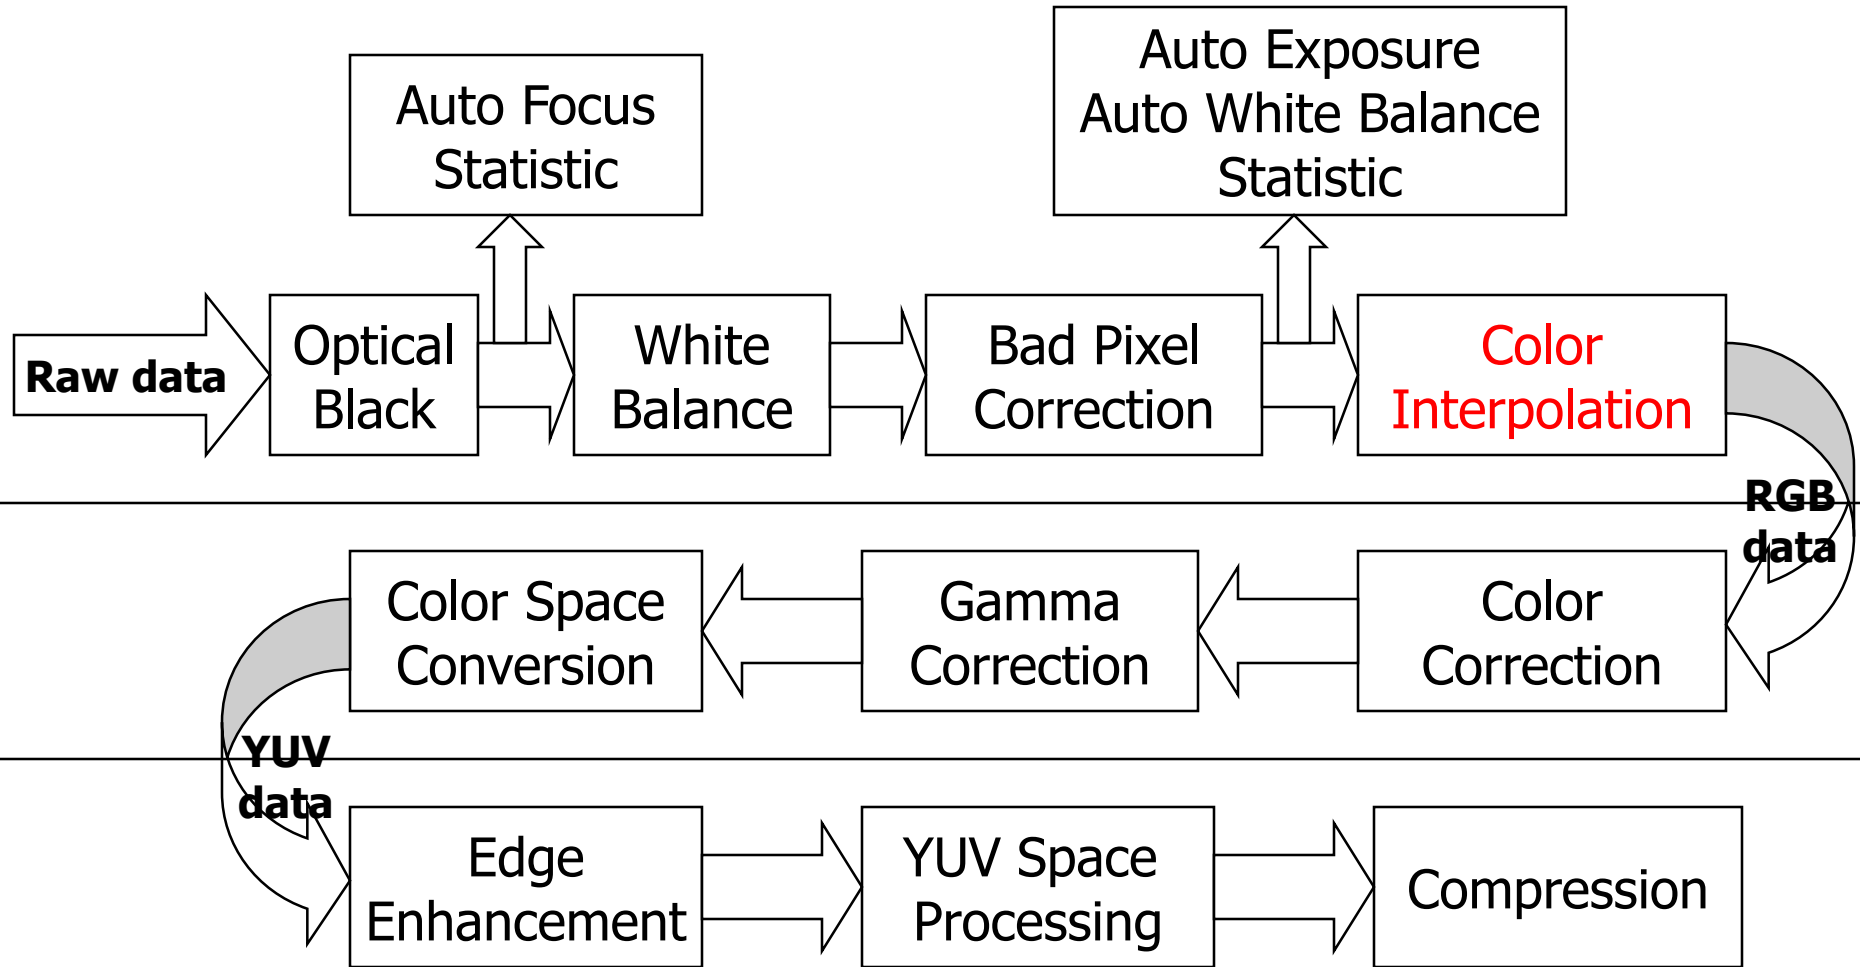 Auto Focus
Statistic
Auto Exposure
Auto White Balance
Statistic
Raw data
Optical
Black
White
Balance
Bad Pixel
Correction
Color
Interpolation
RGB
data
Color Space
Conversion
Gamma
Correction
Color
Correction
YUV
data
Edge
Enhancement
YUV Space
Processing
Compression